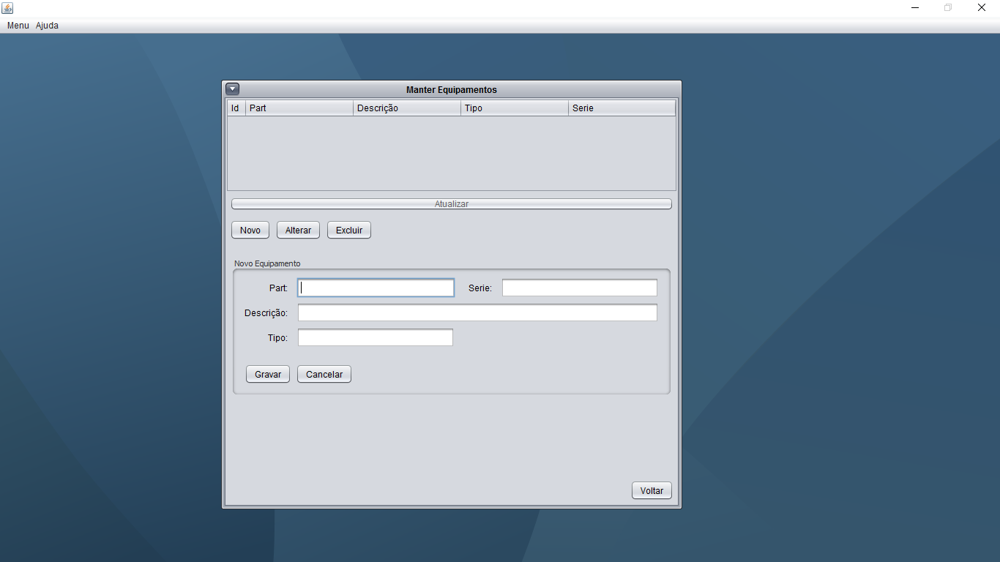 Menu Ajuda
Manter Equipamentos
Id Part Descrição Tipo Serie
Atualizar
Novo Alterar Excluir
Novo Equipamento
Part: Serie:
Descrição:
Tipo:
Gravar Cancelar
Voltar